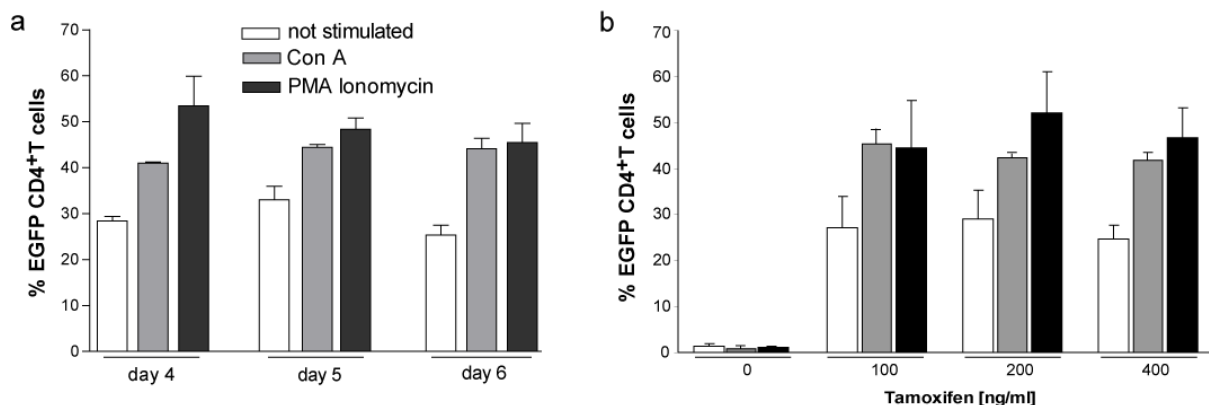 a
% EGFP CD4+T cells
70
60
50
40
30
20
10
0
not stimulated
Con A
PMA Ionomycin
day 4 day 5 day 6
b
% EGFP CD4+T cells
70
60
50
40
30
20
10
0
0 100 200 400
Tamoxifen [ng/ml]